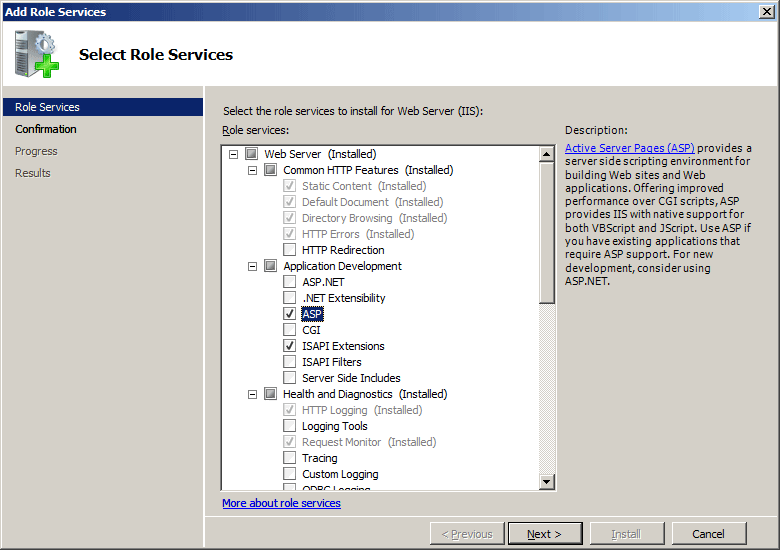 Add Role Services
Select Role Services
Role Services
Confirmation
Progress
Results
Select the role services to install for Web Server (IIS):
Role services:
Web Server (Installed)
Common HTTP Features (Installed)
Static Content (Installed)
Default Document (Installed)
Directory Browsing (Installed)
HTTP Errors (Installed)
HTTP Redirection
Application Development
ASP.NET
.NET Extensibility
ASP
CGI
ISAPI Extensions
ISAPI Filters
Server Side Includes
Health and Diagnostics (Installed)
HTTP Logging (Installed)
Logging Tools
Request Monitor (Installed)
Tracing
Custom Logging
ODBC Logging
More about role services
Description:
Active Server Pages (ASP) provides a
server side scripting environment for
building Web sites and Web
applications. Offering improved
performance over CGI scripts, ASP
provides IIS with native support for
both VBScript and JScript. Use ASP if
you have existing applications that
require ASP support. For new
development, consider using
ASP.NET.
< Previous
Next >
Install
Cancel